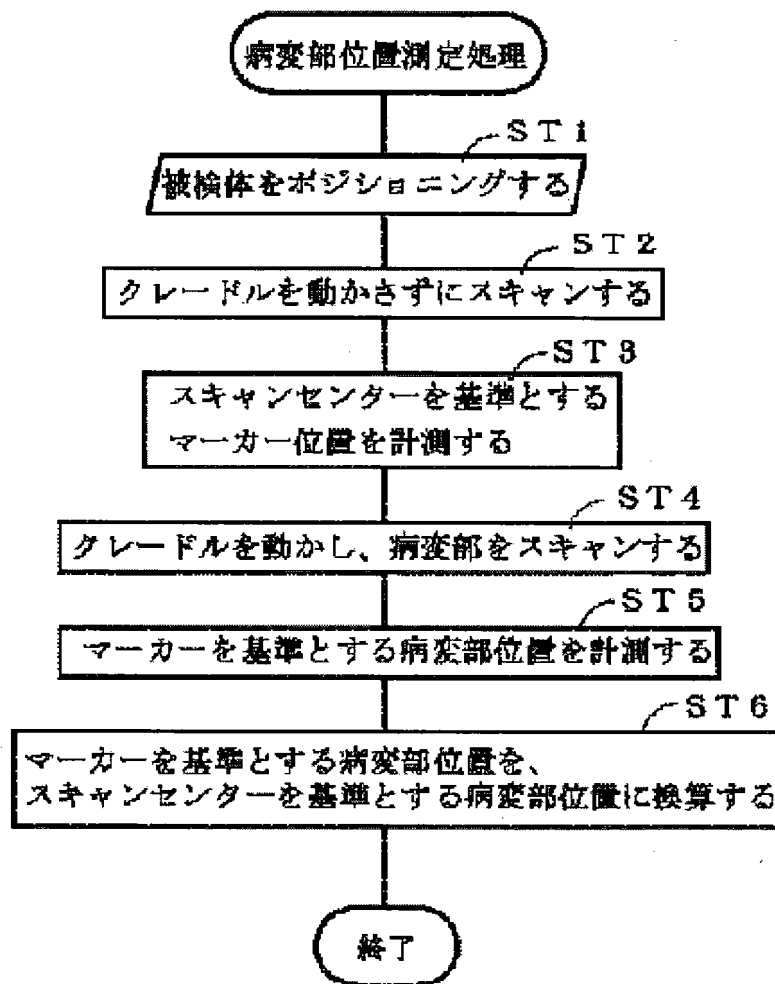 病変部位置測定処理
ST1
被検体をポジショニングする
ST2
クレードルを動かさずにスキャンする
ST3
スキャンセンターを基準とする
マーカー位置を計測する
ST4
クレードルを動かし、病変部をスキャンする
ST5
マーカーを基準とする病変部位置を計測する
ST6
マーカーを基準とする病変部位置を、
スキャンセンターを基準とする病変部位置に換算する
終了